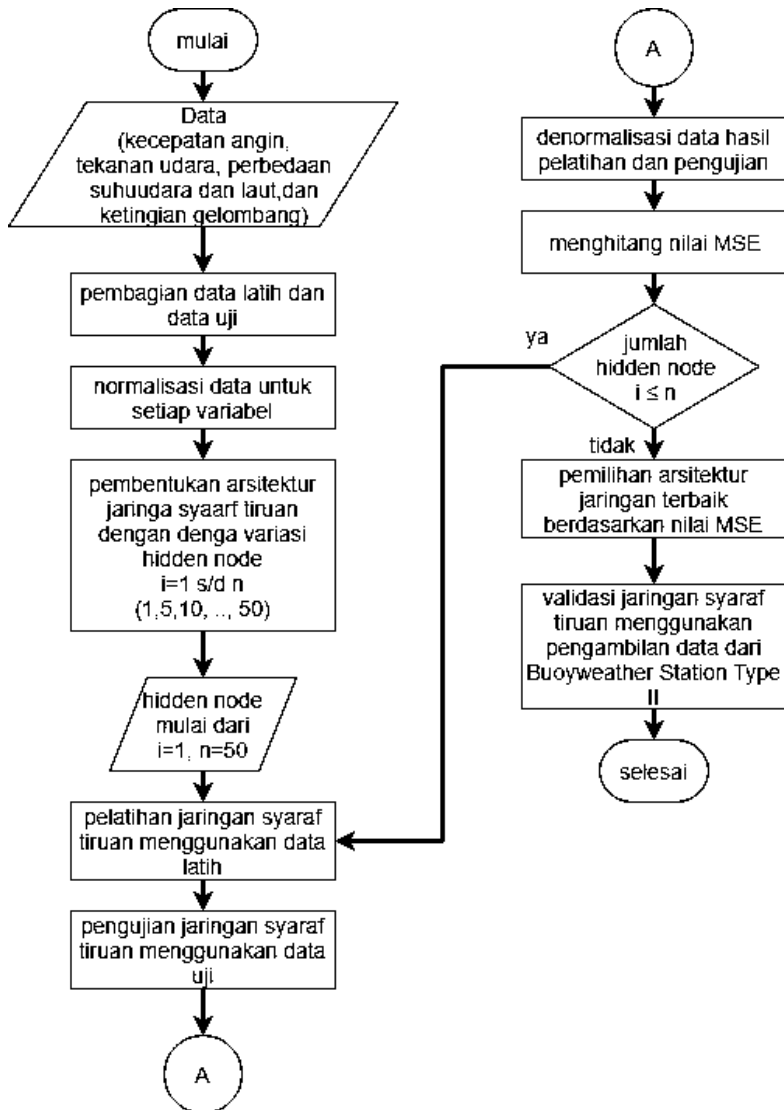 mulai
Data
(kecepatan angin,
tekanan udara, perbedaan
suhuudara dan laut,dan
ketingian gelombang)
pembagian data latih dan
data uji
normalisasi data untuk
setiap variabel
pembentukan arsitektur
jaringa syaarf tiruan
dengan denga variasi
hidden node
i=1 s/d n
(1,5,10, .., 50)
hidden node
mulai dari
i=1, n=50
pelatihan jaringan syaraf
tiruan menggunakan data
latih
pengujian jaringan syaraf
tiruan menggunakan data
uji
A
A
denormalisasi data hasil
pelatihan dan pengujian
menghitang nilai MSE
ya
jumlah
hidden node
i ≤ n
tidak
pemilihan arsitektur
jaringan terbaik
berdasarkan nilai MSE
validasi jaringan syaraf
tiruan menggunakan
pengambilan data dari
Buoyweather Station Type
II
selesai